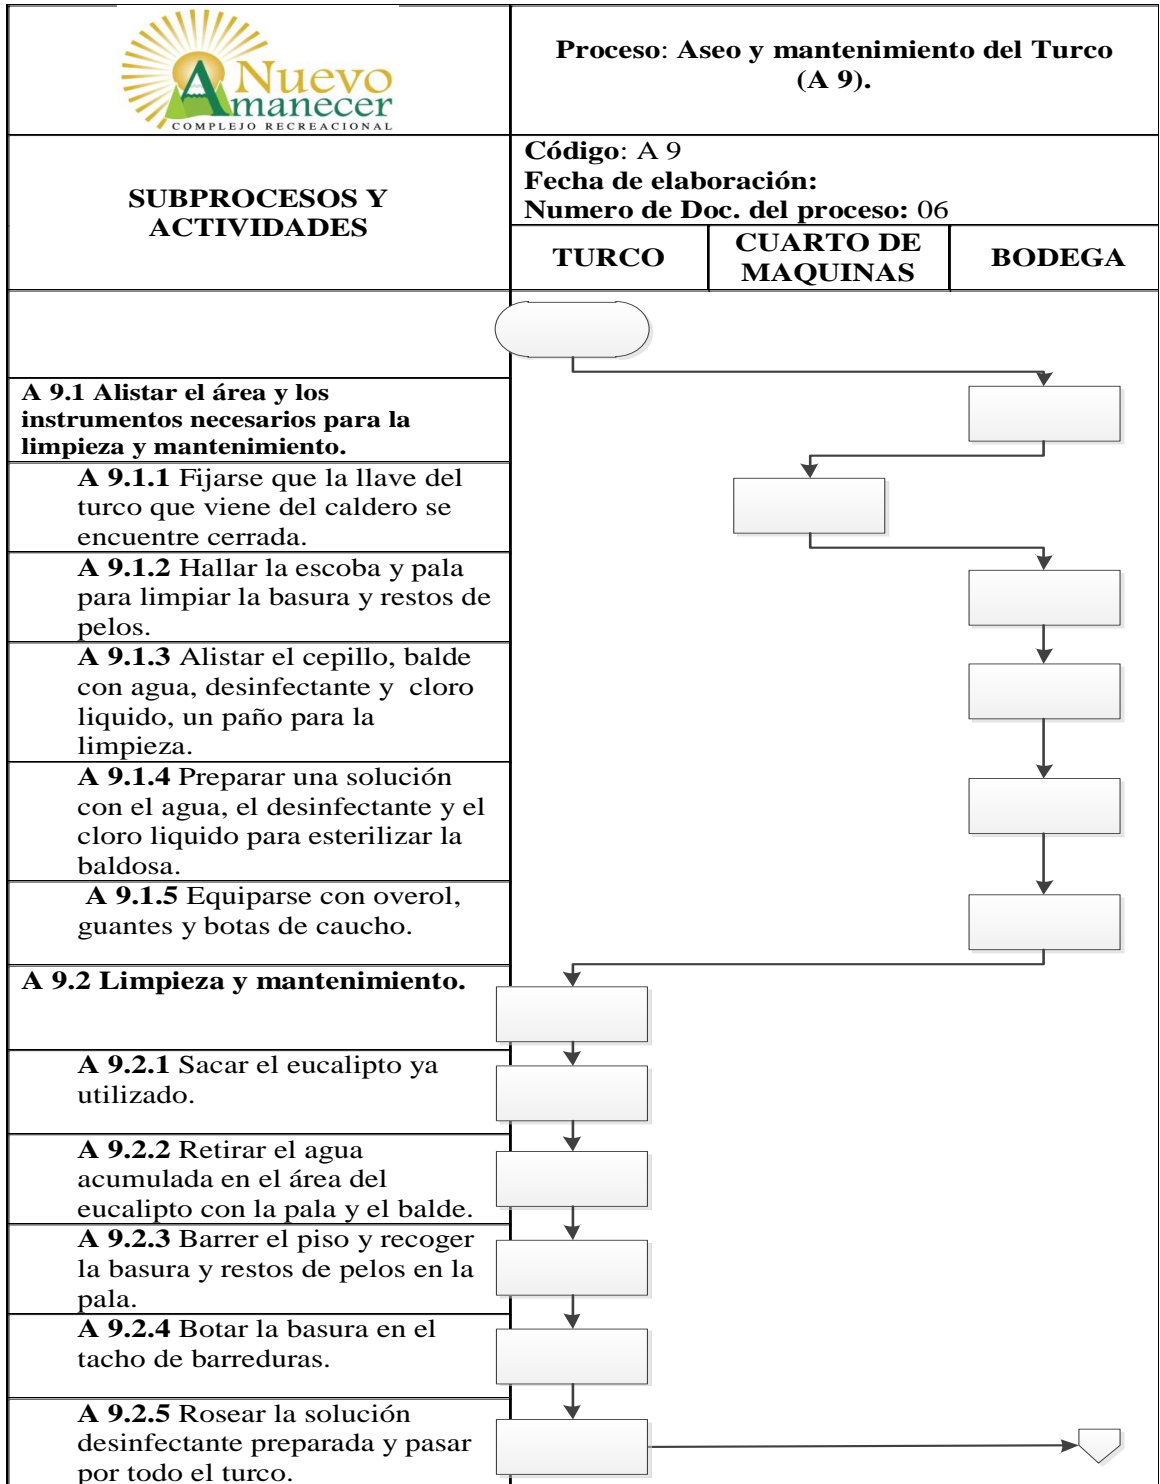 Nuevo
Amanecer
COMPLEJO RECREACIONAL
Proceso: Aseo y mantenimiento del Turco
(A 9).
SUBPROCESOS Y
ACTIVIDADES
Código: A 9
Fecha de elaboración:
Numero de Doc. del proceso: 06
TURCO
CUARTO DE
MAQUINAS
BODEGA
A 9.1 Alistar el área y los
instrumentos necesarios para la
limpieza y mantenimiento.
A 9.1.1 Fijarse que la llave del
turco que viene del caldero se
encuentre cerrada.
A 9.1.2 Hallar la escoba y pala
para limpiar la basura y restos de
pelos.
A 9.1.3 Alistar el cepillo, balde
con agua, desinfectante y cloro
liquido, un paño para la
limpieza.
A 9.1.4 Preparar una solución
con el agua, el desinfectante y el
cloro liquido para esterilizar la
baldosa.
A 9.1.5 Equiparse con overol,
guantes y botas de caucho.
A 9.2 Limpieza y mantenimiento.
A 9.2.1 Sacar el eucalipto ya
utilizado.
A 9.2.2 Retirar el agua
acumulada en el área del
eucalipto con la pala y el balde.
A 9.2.3 Barrer el piso y recoger
la basura y restos de pelos en la
pala.
A 9.2.4 Botar la basura en el
tacho de barreduras.
A 9.2.5 Rosear la solución
desinfectante preparada y pasar
por todo el turco.